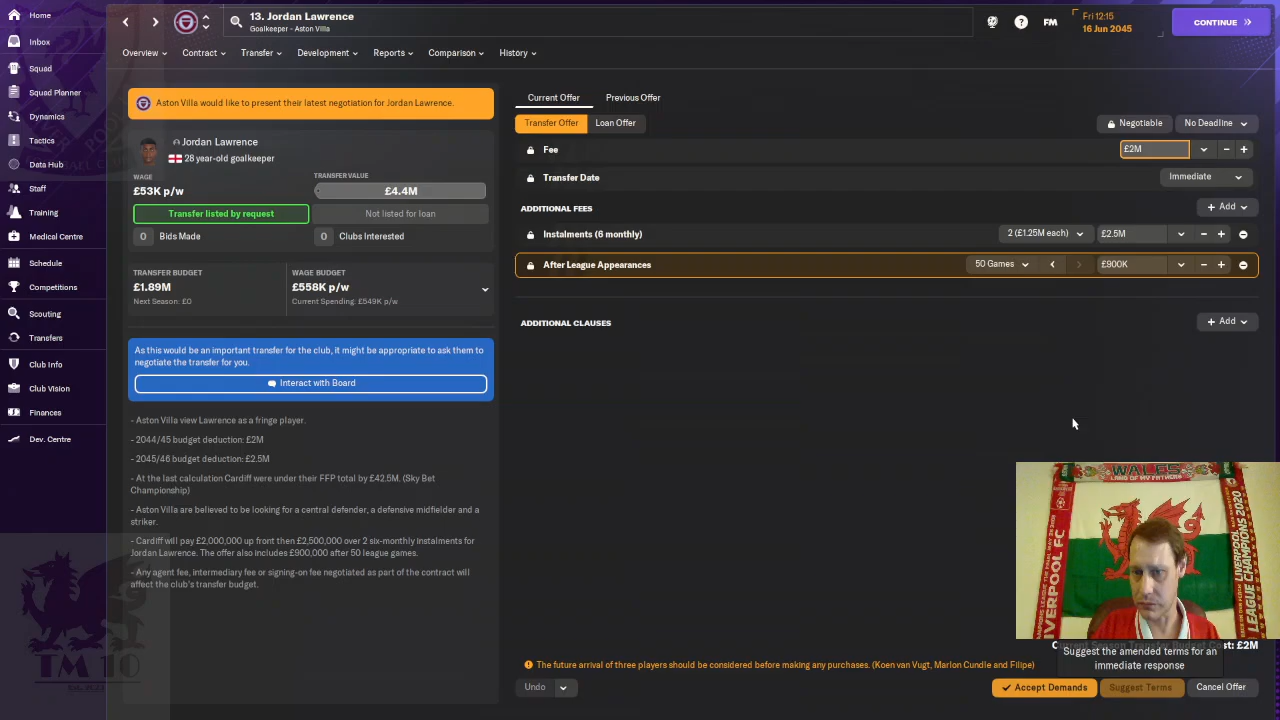 Home
Inbox
Squad
Squad Planner
Dynamics
Tactics
Data Hub
Staff
Training
Medical Centre
Schedule
Competitions
Scouting
Transfers
Club Info
Club Vision
Finances
Dev. Centre
TM 10
13. Jordan Lawrence
Goalkeeper - Aston Villa
FM
Fri 12:15
16 Jun 2045
CONTINUE
Overview
Contract
Transfer
Development
Reports
Comparison
History
Aston Villa would like to present their latest negotiation for Jordan Lawrence.
Jordan Lawrence
28 year-old goalkeeper
WAGE
£53K p/w
TRANSFER VALUE
£4.4M
Transfer listed by request
Not listed for loan
0 Bids Made
0 Clubs Interested
TRANSFER BUDGET
£1.89M
Next Season: £0
WAGE BUDGET
£558K p/w
Current Spending: £549K p/w
As this would be an important transfer for the club, it might be appropriate to ask them to
negotiate the transfer for you.
Interact with Board
- Aston Villa view Lawrence as a fringe player.
- 2044/45 budget deduction: £2M
- 2045/46 budget deduction: £2.5M
- At the last calculation Cardiff were under their FFP total by £42.5M. (Sky Bet
Championship)
- Aston Villa are believed to be looking for a central defender, a defensive midfielder and a
striker.
- Cardiff will pay £2,000,000 up front then £2,500,000 over 2 six-monthly instalments for
Jordan Lawrence. The offer also includes £900,000 after 50 league games.
- Any agent fee, intermediary fee or signing-on fee negotiated as part of the contract will
affect the club's transfer budget.
Current Offer
Previous Offer
Transfer Offer
Loan Offer
Negotiable
No Deadline
Fee
£2M
Transfer Date
Immediate
ADDITIONAL FEES
+ Add
Instalments (6 monthly)
2 (£1.25M each)
£2.5M
After League Appearances
50 Games
£900K
ADDITIONAL CLAUSES
+ Add
WALES
LAND OF MY FATHERS
LIVERPOOL FC
LIVERPOOL 2020
LEAGUE CHAMPIONS
Cost: £2M
Suggest the amended terms for an
immediate response
The future arrival of three players should be considered before making any purchases. (Koen van Vugt, Marlon Cundle and Filipe)
Undo
Accept Demands
Suggest Terms
Cancel Offer